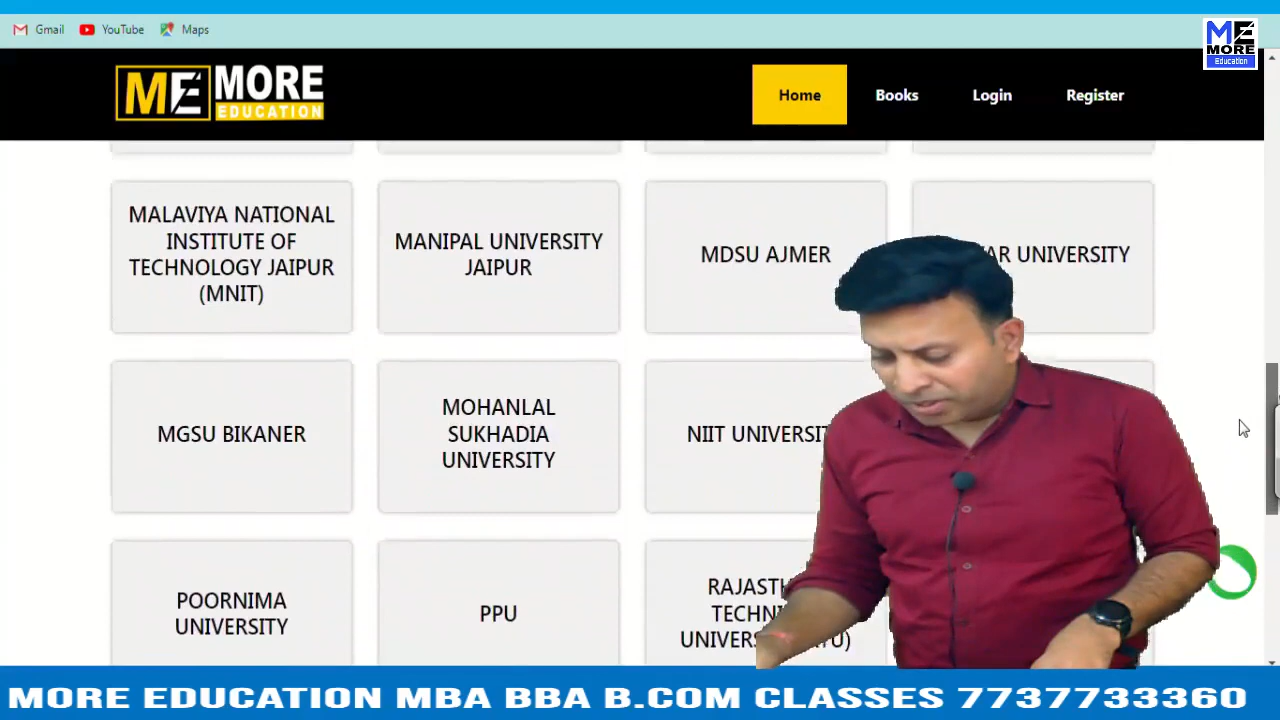 Gmail
YouTube
Maps
ME
MORE
Education
ME MORE
EDUCATION
Home
Books
Login
Register
MALAVIYA NATIONAL
INSTITUTE OF
TECHNOLOGY JAIPUR
(MNIT)
MANIPAL UNIVERSITY
JAIPUR
MDSU AJMER
UNIVERSITY
MGSU BIKANER
MOHANLAL
SUKHADIA
UNIVERSITY
NIIT
POORNIMA
UNIVERSITY
PPU
MORE EDUCATION MBA BBA B.COM CLASSES 7737733360